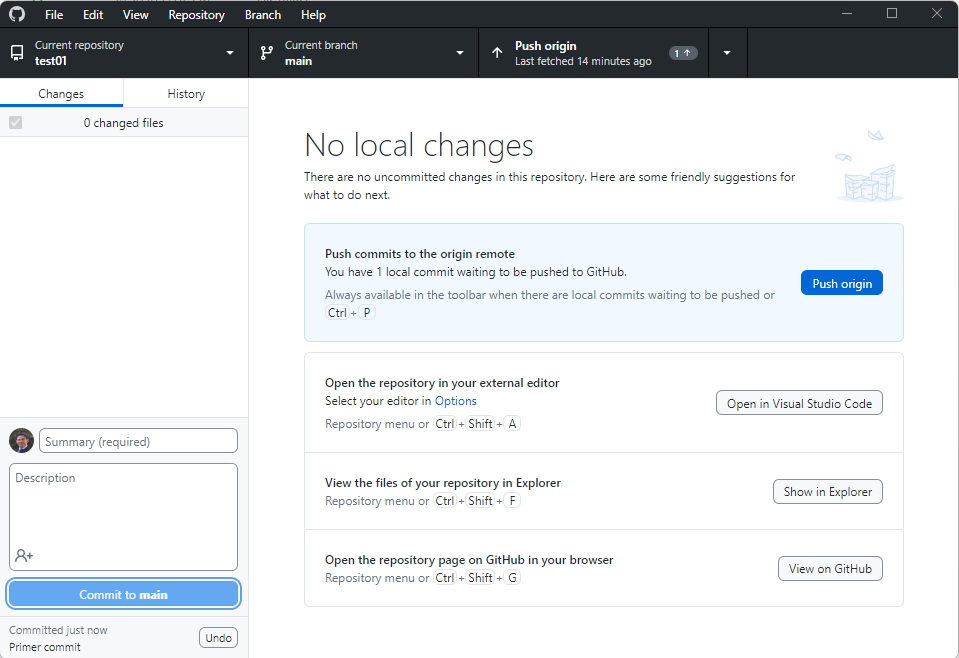 File Edit View Repository Branch Help
Current repository
test01
Current branch
main
Push origin
Last fetched 14 minutes ago
1
Changes History
0 changed files
No local changes
There are no uncommitted changes in this repository. Here are some friendly suggestions for
what to do next.
Push commits to the origin remote
You have 1 local commit waiting to be pushed to GitHub.
Always available in the toolbar when there are local commits waiting to be pushed or
Ctrl + P
Push origin
Open the repository in your external editor
Select your editor in Options
Repository menu or Ctrl + Shift + A
Open in Visual Studio Code
View the files of your repository in Explorer
Repository menu or Ctrl + Shift + F
Show in Explorer
Open the repository page on GitHub in your browser
Repository menu or Ctrl + Shift + G
View on GitHub
Summary (required)
Description
Commit to main
Committed just now
Primer commit
Undo